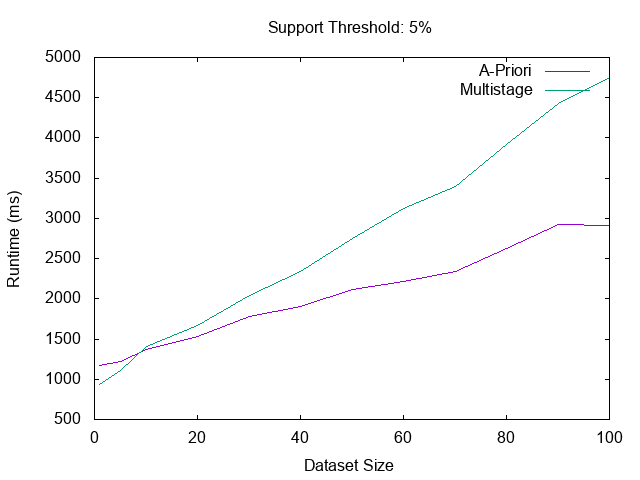 Support Threshold: 5%
5000
4500
4000
3500
3000
2500
2000
1500
1000
500
A-Priori
Multistage
Runtime (ms)
0 20 40 60 80 100
Dataset Size